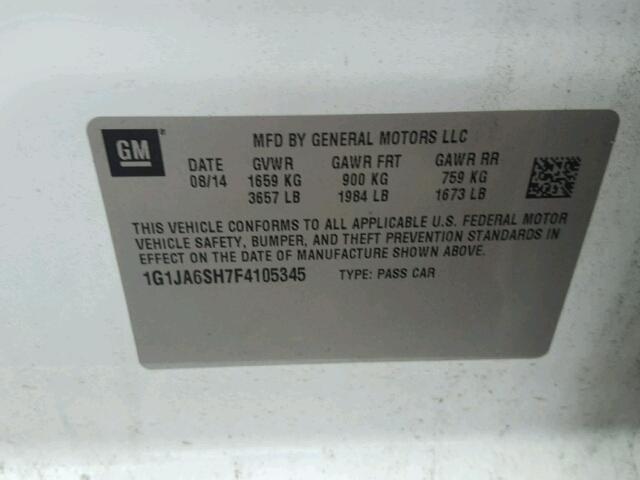 GM
MFD BY GENERAL MOTORS LLC
DATE GVWR GAWR FRT GAWR RR
08/14 1659 KG 900 KG 759 KG
3657 LB 1984 LB 1673 LB
THIS VEHICLE CONFORMS TO ALL APPLICABLE U.S. FEDERAL MOTOR
VEHICLE SAFETY, BUMPER, AND THEFT PREVENTION STANDARDS IN
EFFECT ON THE DATE OF MANUFACTURE SHOWN ABOVE.
1G1JA6SH7F4105345 TYPE: PASS CAR